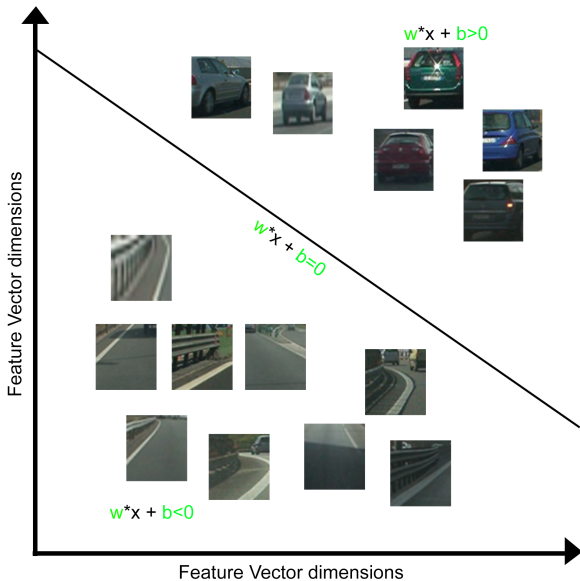 w*x + b>0
Feature Vector dimensions
w*x + b=0
w*x + b<0
Feature Vector dimensions